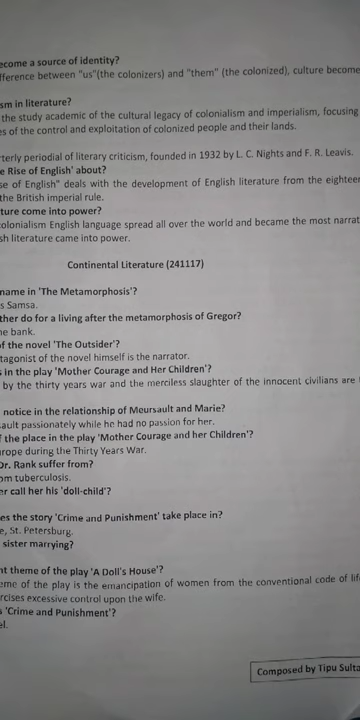 ecome a source of identity?
fference between "us"(the colonizers) and "them" (the colonized), culture become
sm in literature?
the study academic of the cultural legacy of colonialism and imperialism, focusing
es of the control and exploitation of colonized people and their lands.
terly periodial of literary criticism, founded in 1932 by L. C. Nights and F. R. Leavis.
e Rise of English' about?
se of English" deals with the development of English literature from the eighteen
the British imperial rule.
ture come into power?
colonialism English language spread all over the world and became the most narrat
sh literature came into power.
Continental Literature (241117)
name in 'The Metamorphosis'?
s Samsa.
ther do for a living after the metamorphosis of Gregor?
he bank.
of the novel 'The Outsider'?
tagonist of the novel himself is the narrator.
s in the play 'Mother Courage and Her Children'?
by the thirty years war and the merciless slaughter of the innocent civilians are
notice in the relationship of Meursault and Marie?
ault passionately while he had no passion for her.
f the place in the play 'Mother Courage and her Children'?
urope during the Thirty Years War.
Dr. Rank suffer from?
om tuberculosis.
er call her his 'doll-child'?
es the story 'Crime and Punishment' take place in?
e, St. Petersburg.
sister marrying?
nt theme of the play 'A Doll's House'?
eme of the play is the emancipation of women from the conventional code of life
rcises excessive control upon the wife.
s 'Crime and Punishment'?
el.
Composed by Tipu Sulta